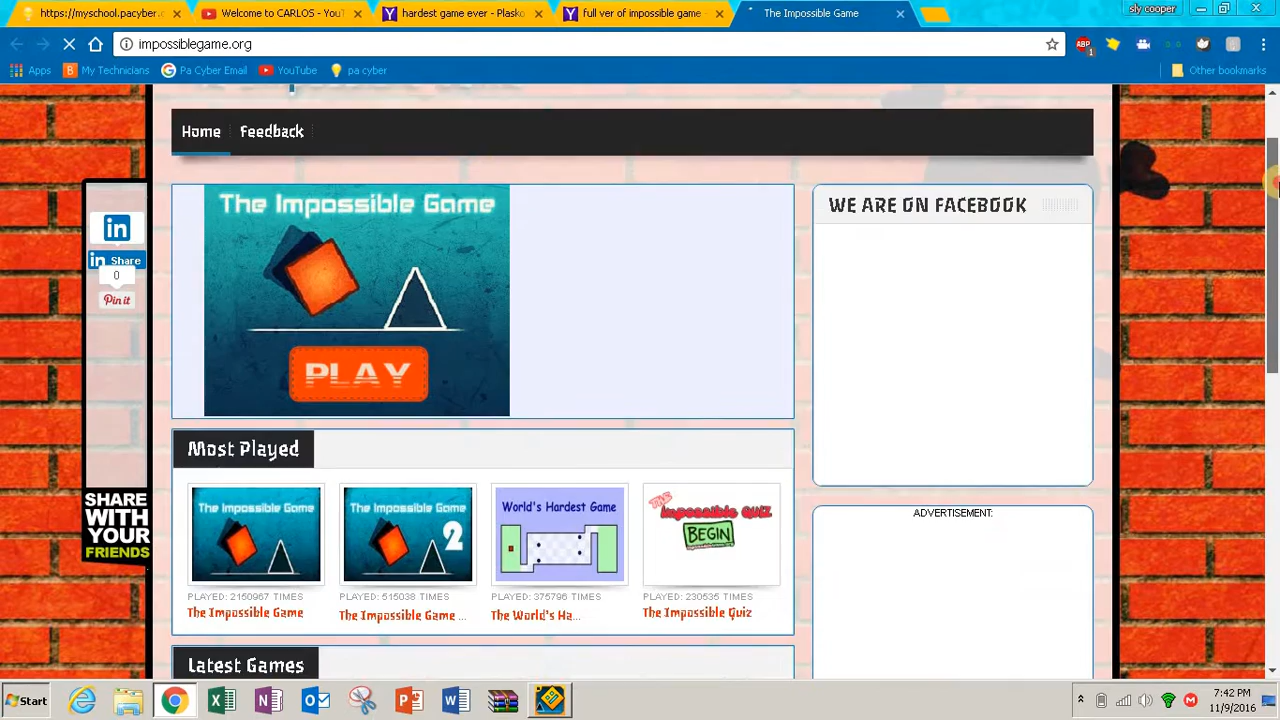 https://myschool.pacyber.c
Welcome to CARLOS - YouT
hardest game ever - Plasko
full ver of impossible game
The Impossible Game
sly cooper
impossiblegame.org
ABP
1
Apps
My Technicians
Pa Cyber Email
YouTube
pa cyber
Other bookmarks
Home
Feedback
in
in Share
0
Pin it
SHARE
WITH
YOUR
FRIENDS
The Impossible Game
PLAY
WE ARE ON FACEBOOK
Most Played
The Impossible Game
The Impossible Game
2
World's Hardest Game
The Impossible QUIZ
BEGIN
PLAYED: 2150967 TIMES
PLAYED: 515038 TIMES
PLAYED: 375796 TIMES
PLAYED: 230535 TIMES
The Impossible Game
The Impossible Game ...
The World's Ha...
The Impossible Quiz
ADVERTISEMENT:
Latest Games
Start
7:42 PM
11/9/2016